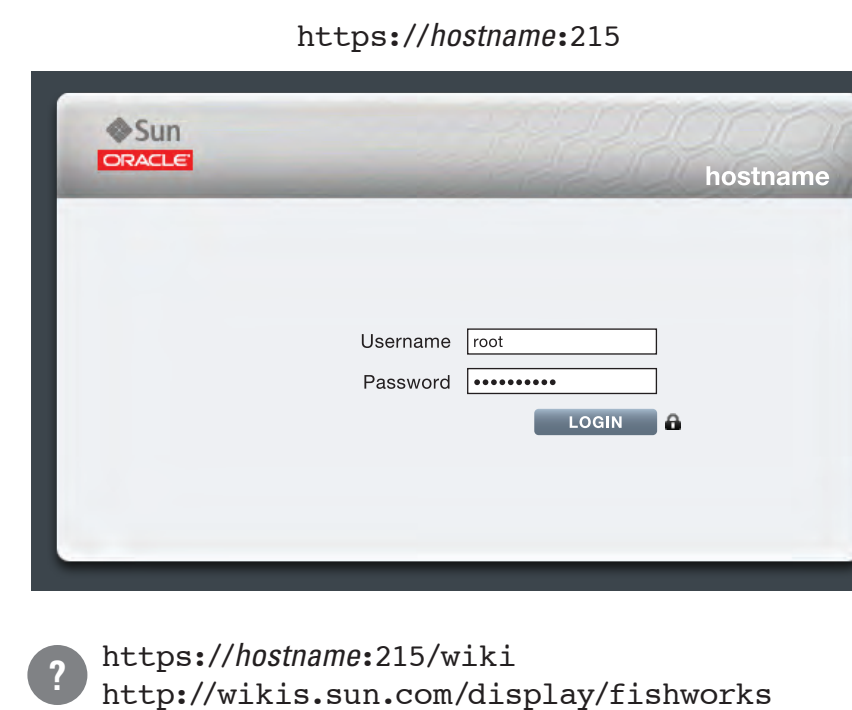 https://hostname:215
Sun
ORACLE
hostname
Username root
Password ••••••••••
LOGIN
? https://hostname:215/wiki
http://wikis.sun.com/display/fishworks